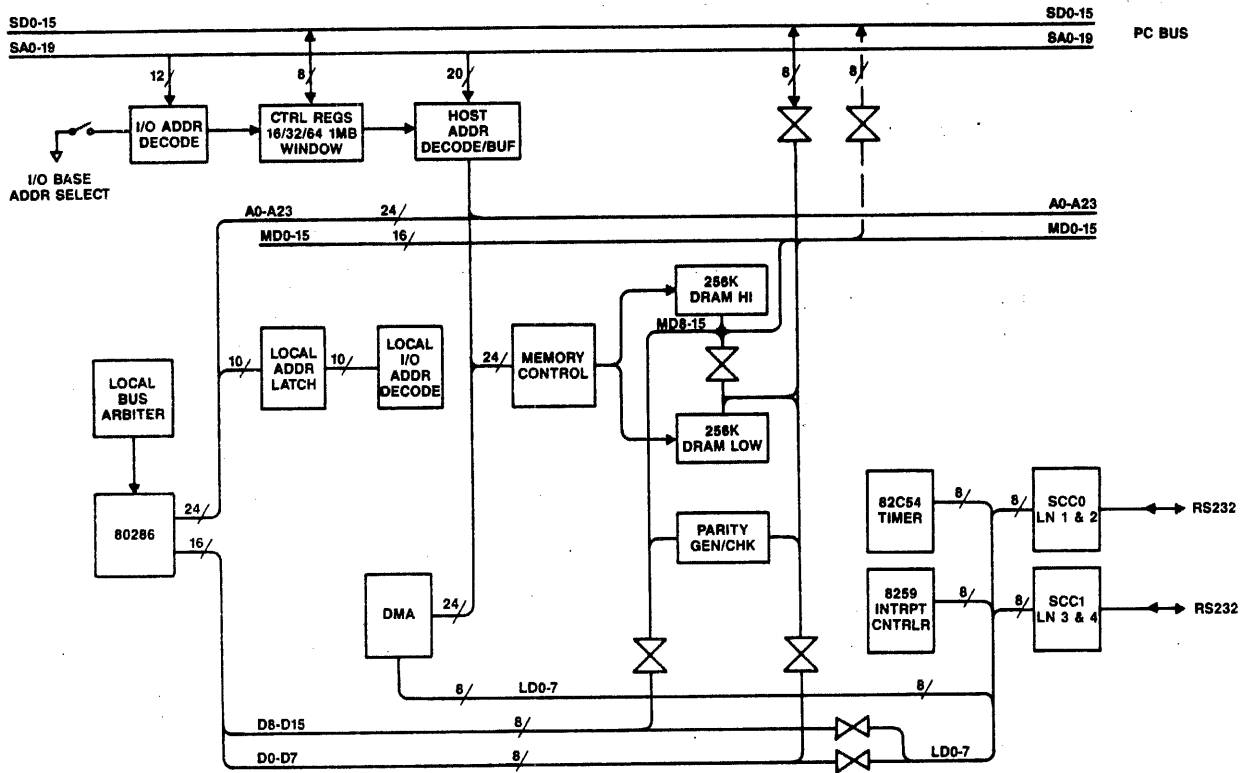 SD0-15
SD0-15
PC BUS
SA0-19
SA0-19
12
8
20
8
8
I/O ADDR
DECODE
CTRL REGS
16/32/64 1MB
WINDOW
HOST
ADDR
DECODE/BUF
I/O BASE
ADDR SELECT
A0-A23
24
A0-A23
MD0-15
16
MD0-15
256K
DRAM HI
MD8-15
LOCAL
BUS
ARBITER
10
LOCAL
ADDR
LATCH
10
LOCAL
I/O
ADDR
DECODE
24
MEMORY
CONTROL
256K
DRAM LOW
80286
24
16
PARITY
GEN/CHK
82C54
TIMER
8
8
SCC0
LN 1 & 2
RS232
DMA
24
8259
INTRPT
CNTRLR
8
8
SCC1
LN 3 & 4
RS232
8
LD0-7
8
D8-D15
8
D0-D7
8
LD0-7